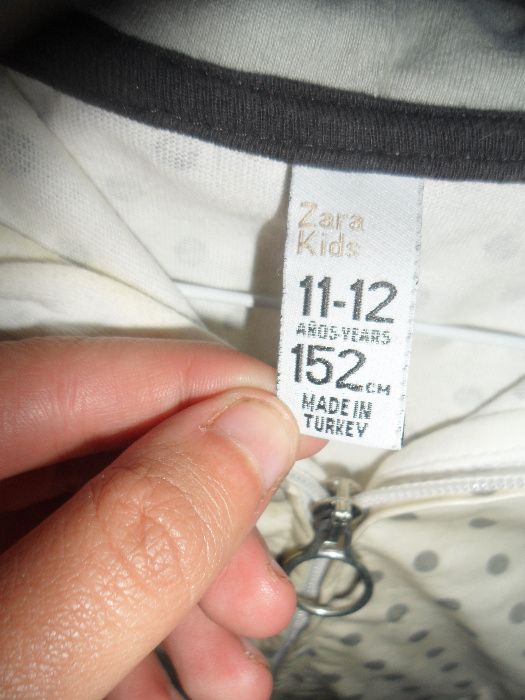 Zara
Kids
11-12
AÑOS-YEARS
152CM
MADE IN
TURKEY